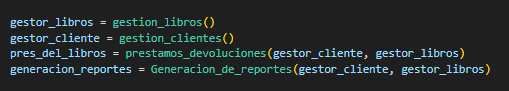 gestor_libros = gestion_libros()
gestor_cliente = gestion_clientes()
pres_del_libros = prestamos_devoluciones(gestor_cliente, gestor_libros)
generacion_reportes = Generacion_de_reportes(gestor_cliente, gestor_libros)